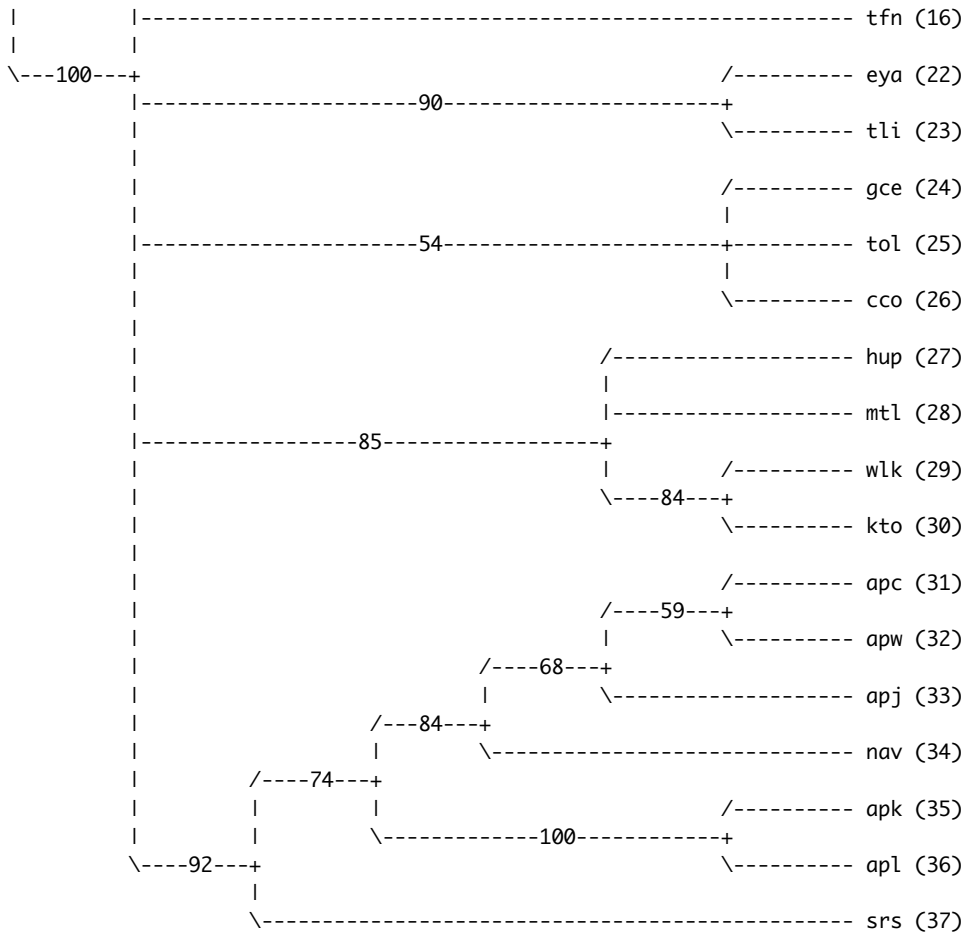 tfn (16)
100
eya (22)
90
tli (23)
gce (24)
54
tol (25)
cco (26)
hup (27)
mtl (28)
85
wlk (29)
84
kto (30)
apc (31)
59
apw (32)
68
apj (33)
84
nav (34)
74
apk (35)
100
92
apl (36)
srs (37)